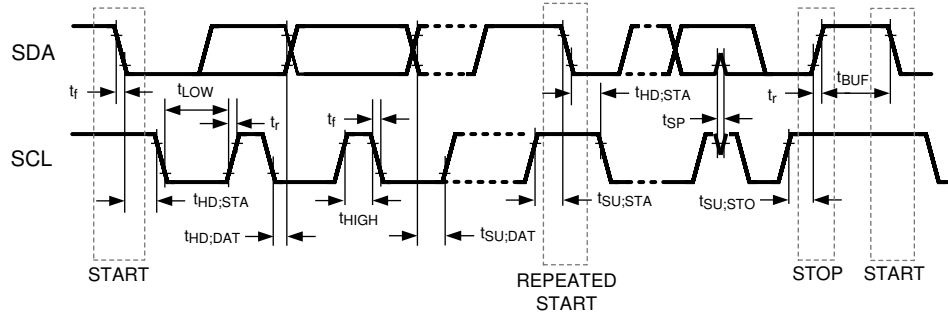 SDA
t_f
t_LOW
t_r
t_f
t_HD;STA
t_SP
t_r
t_BUF
SCL
t_HD;STA
t_HD;DAT
t_HIGH
t_SU;DAT
t_SU;STA
t_SU;STO
START
REPEATED
START
STOP
START